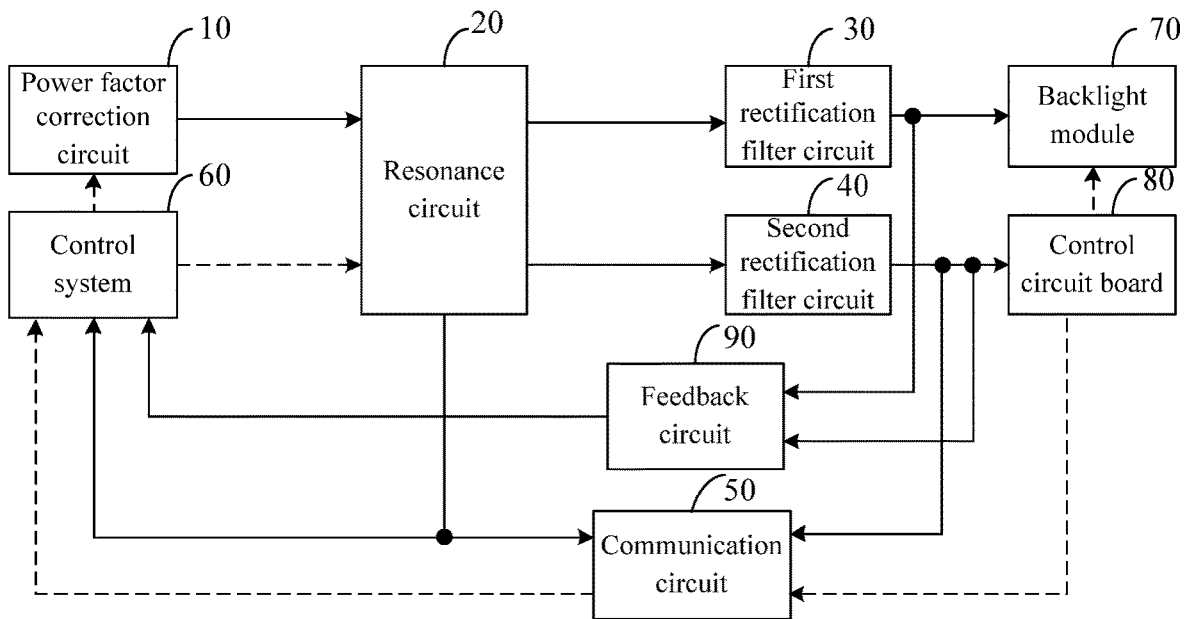 10
Power factor
correction
circuit
20
Resonance
circuit
30
First
rectification
filter circuit
70
Backlight
module
60
Control
system
40
Second
rectification
filter circuit
80
Control
circuit board
90
Feedback
circuit
50
Communication
circuit